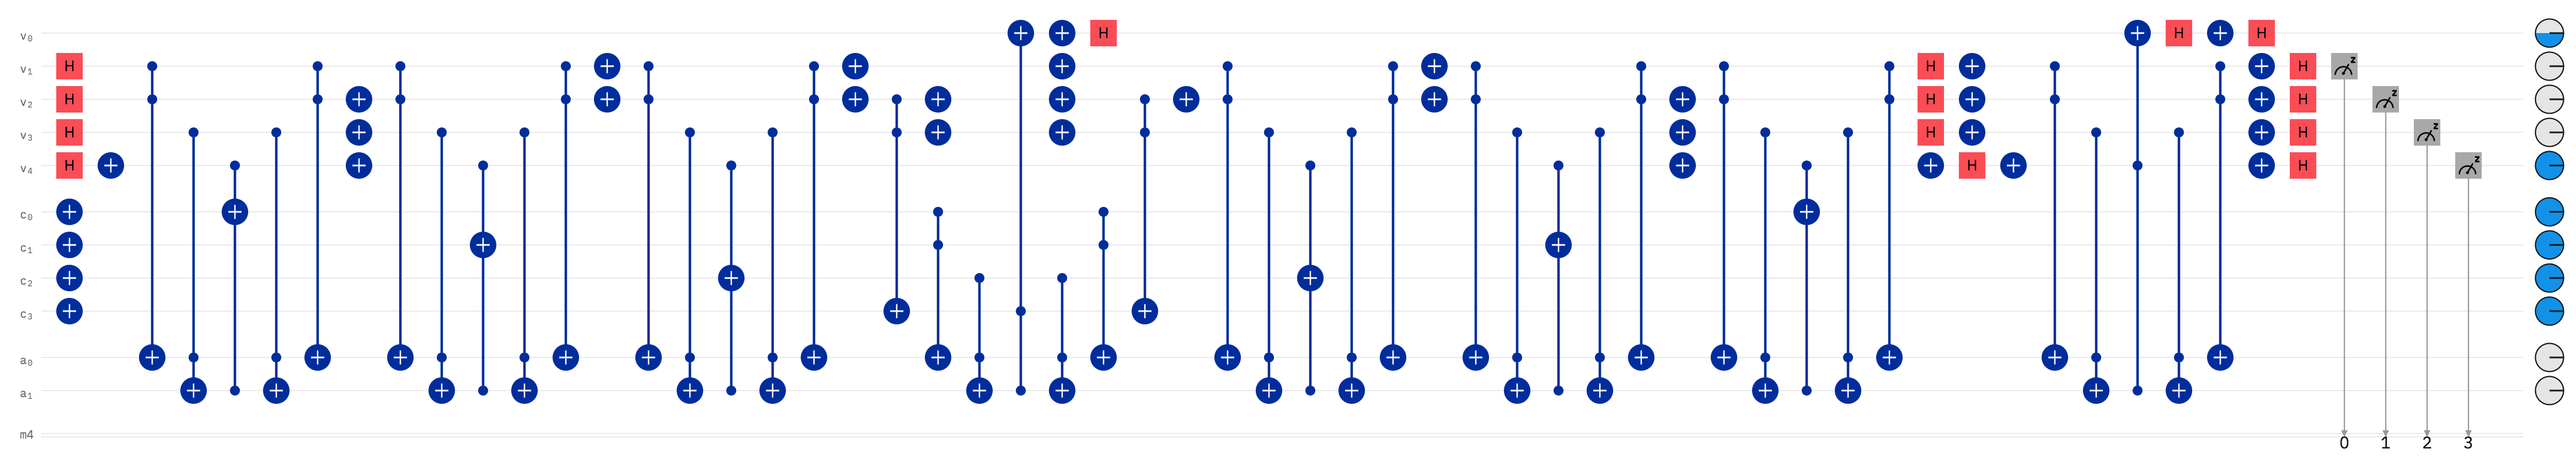 v₀ H H H
v₁ H H H z
v₂ H H H z
v₃ H H H z
v₄ H H H z
c₀
c₁
c₂
c₃
a₀
a₁
m4 0 1 2 3